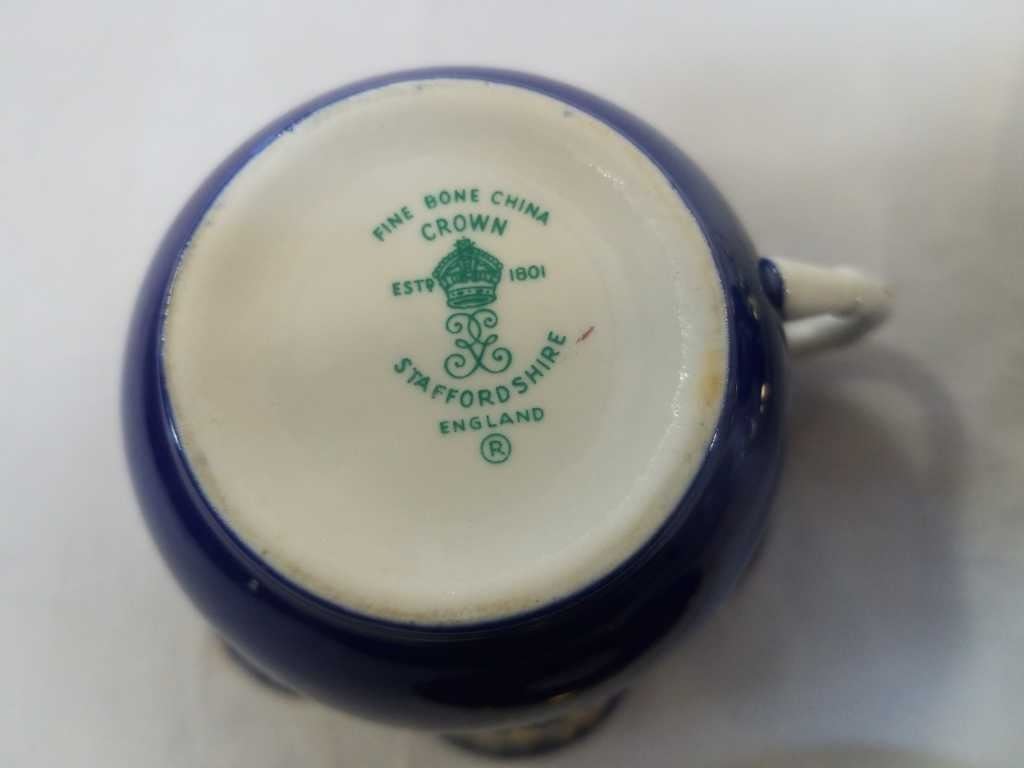 FINE BONE CHINA
CROWN
ESTD 1801
STAFFORDSHIRE
ENGLAND
®